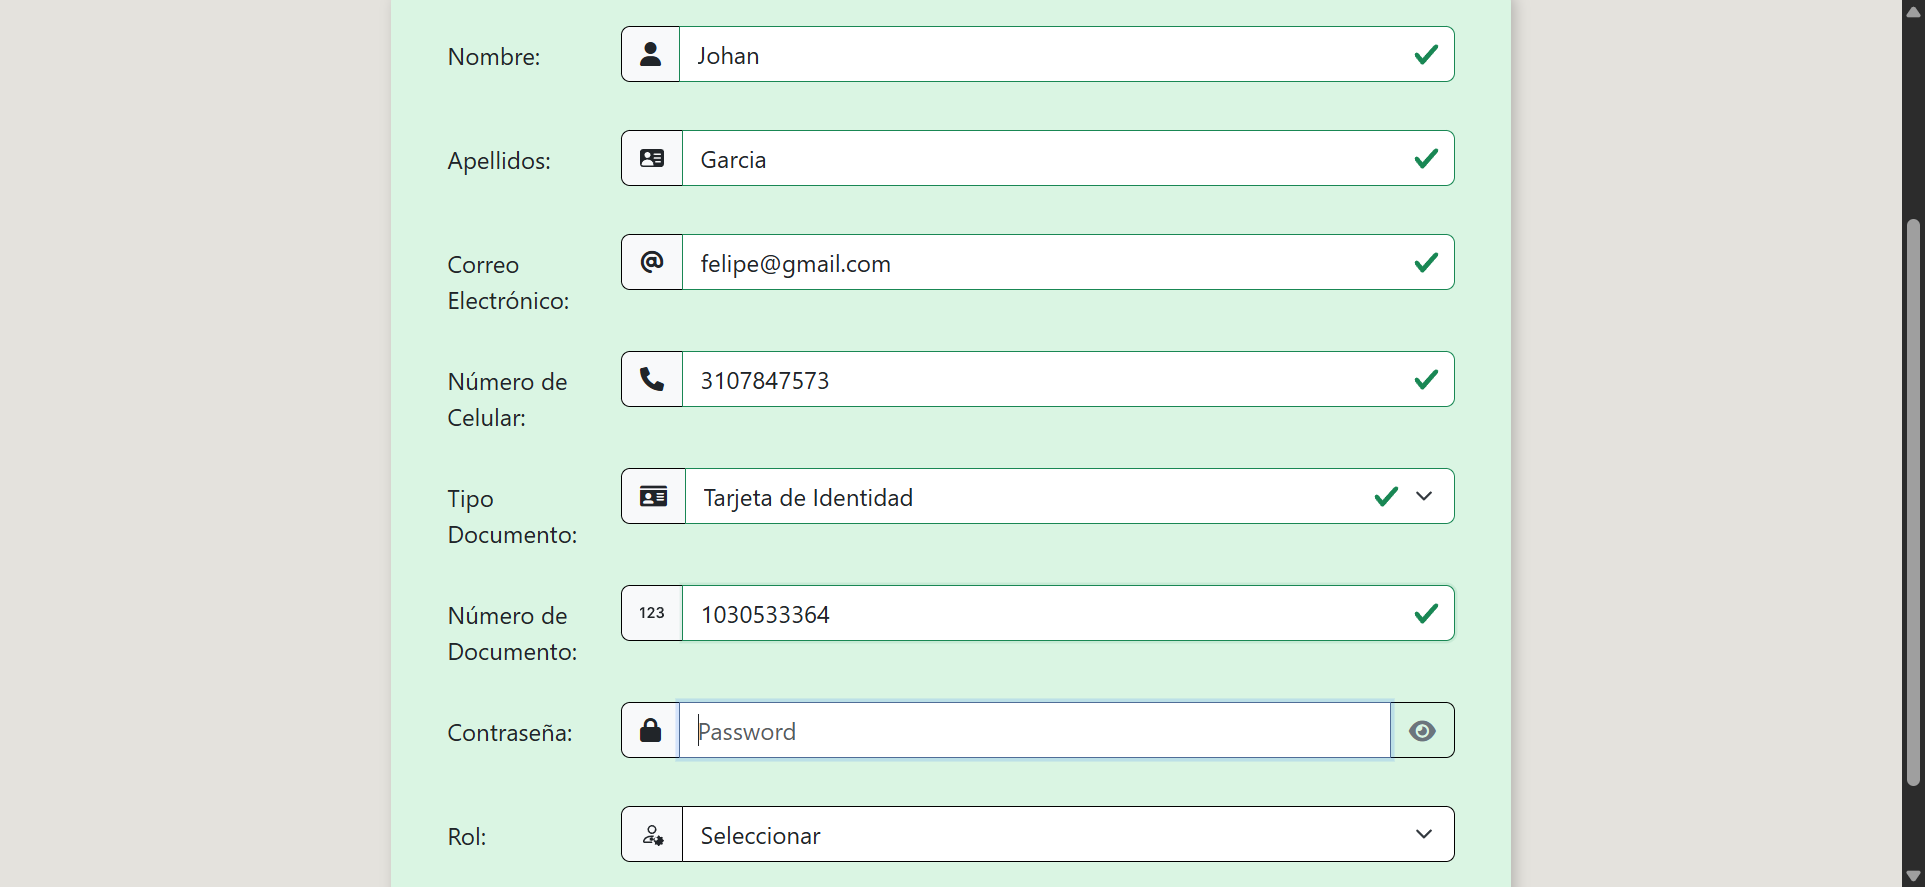 Nombre:
Johan
Apellidos:
Garcia
Correo
Electrónico:
@
felipe@gmail.com
Número de
Celular:
3107847573
Tipo
Documento:
Tarjeta de Identidad
Número de
Documento:
123
1030533364
Contraseña:
Password
Rol:
Seleccionar